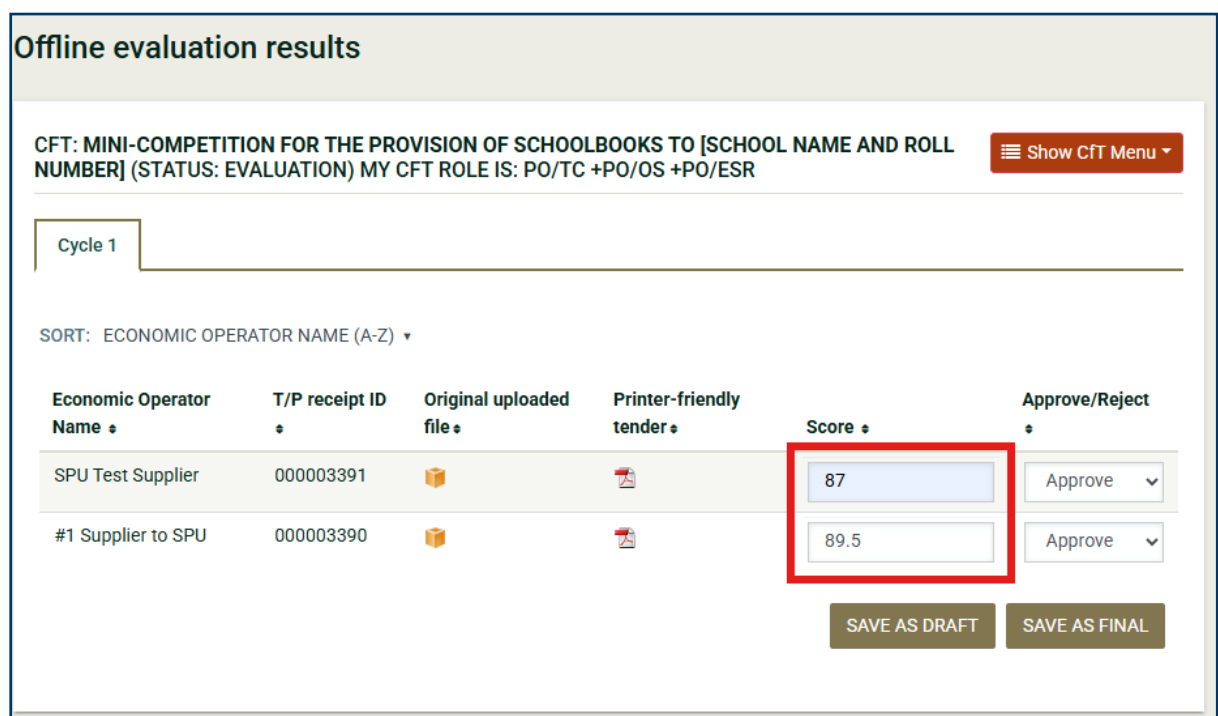 Offline evaluation results
CFT: MINI-COMPETITION FOR THE PROVISION OF SCHOOLBOOKS TO [SCHOOL NAME AND ROLL
NUMBER] (STATUS: EVALUATION) MY CFT ROLE IS: PO/TC +PO/OS +PO/ESR
Show CfT Menu
Cycle 1
SORT: ECONOMIC OPERATOR NAME (A-Z)
Economic Operator Name
T/P receipt ID
Original uploaded file
Printer-friendly tender
Score
Approve/Reject
SPU Test Supplier 000003391 87 Approve
#1 Supplier to SPU 000003390 89.5 Approve
SAVE AS DRAFT SAVE AS FINAL